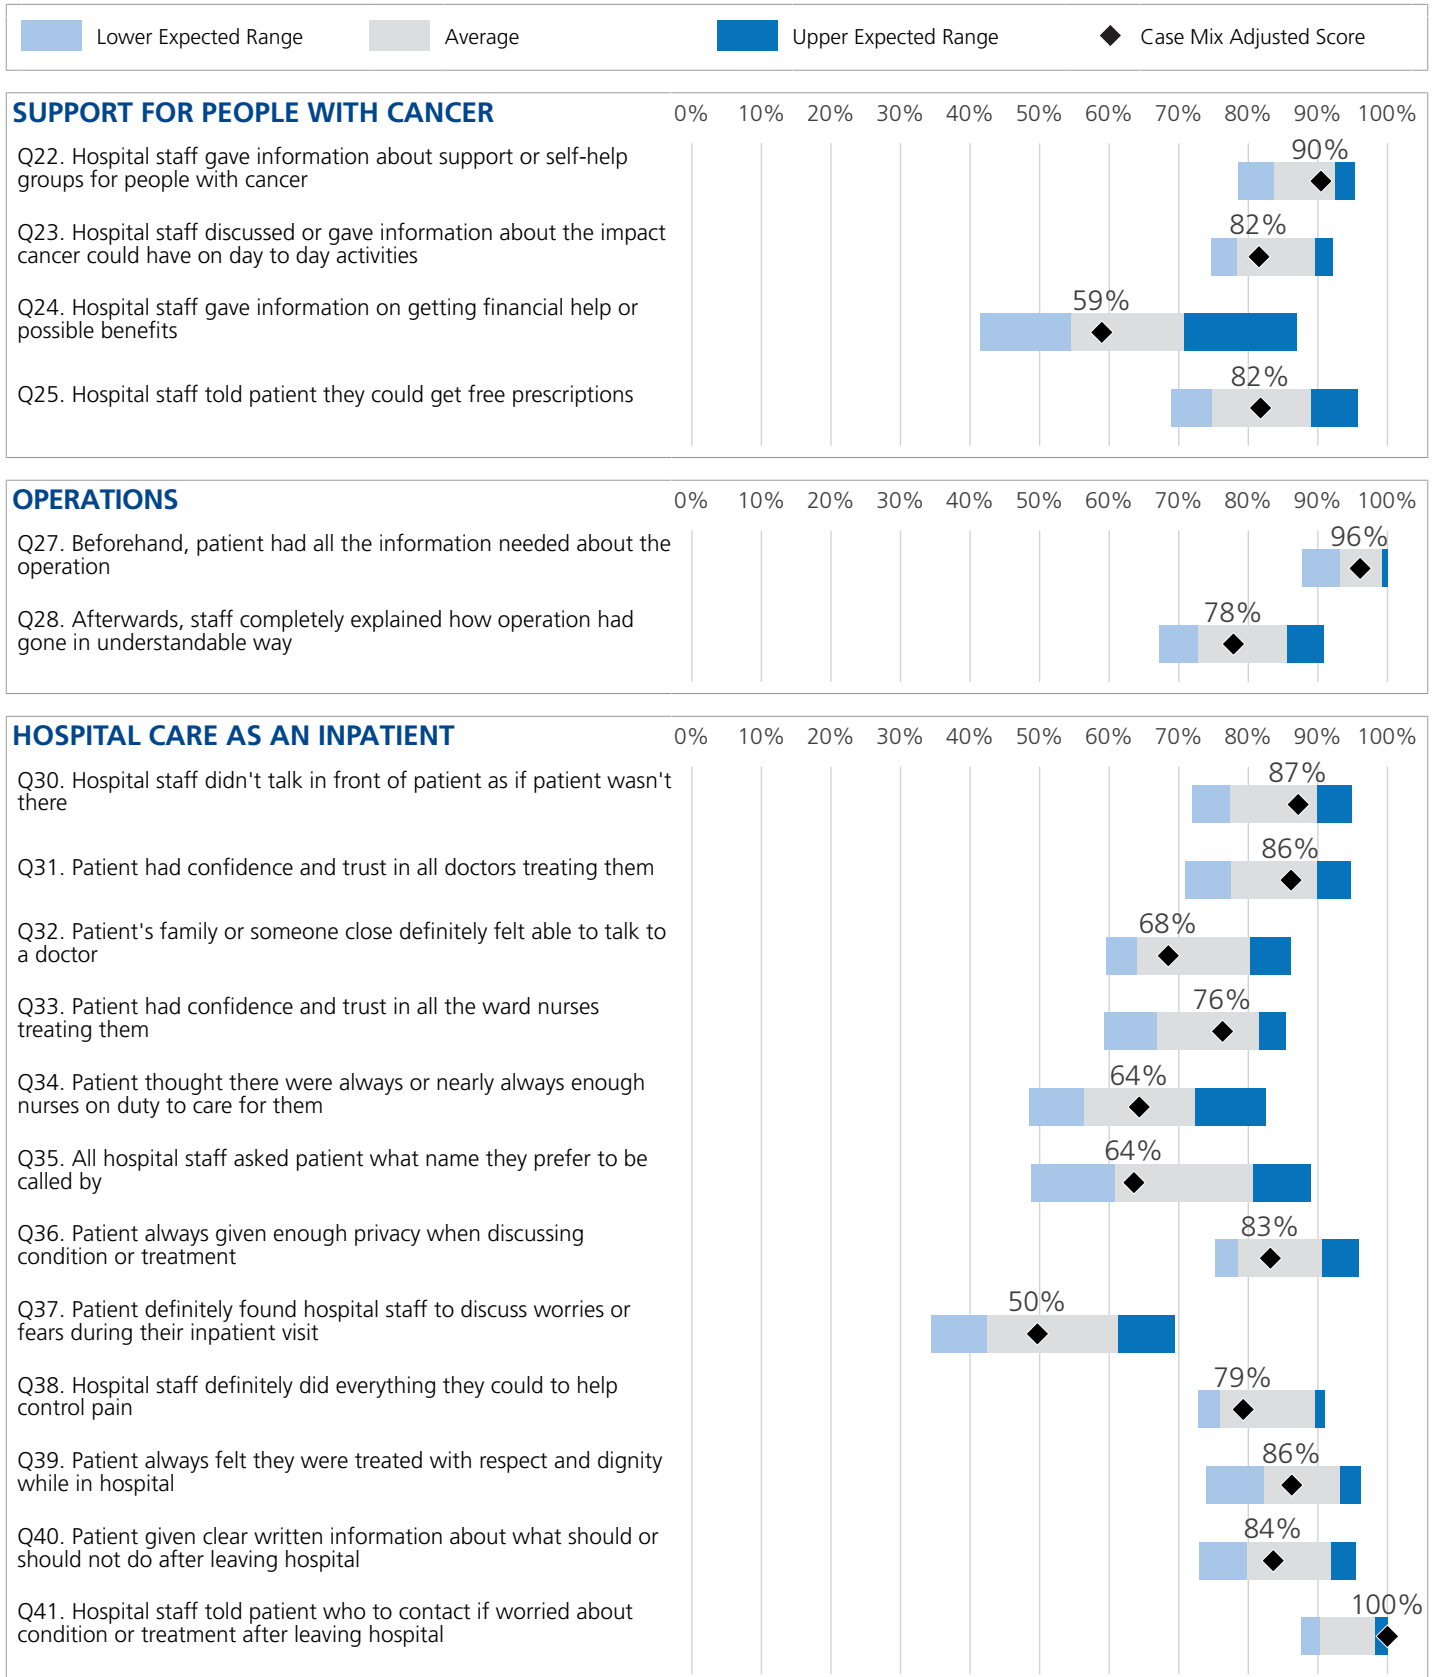 Lower Expected Range Average Upper Expected Range Case Mix Adjusted Score
SUPPORT FOR PEOPLE WITH CANCER 0% 10% 20% 30% 40% 50% 60% 70% 80% 90% 100%
Q22. Hospital staff gave information about support or self-help
groups for people with cancer
90%
Q23. Hospital staff discussed or gave information about the impact
cancer could have on day to day activities
82%
Q24. Hospital staff gave information on getting financial help or
possible benefits
59%
Q25. Hospital staff told patient they could get free prescriptions
82%
OPERATIONS 0% 10% 20% 30% 40% 50% 60% 70% 80% 90% 100%
Q27. Beforehand, patient had all the information needed about the
operation
96%
Q28. Afterwards, staff completely explained how operation had
gone in understandable way
78%
HOSPITAL CARE AS AN INPATIENT 0% 10% 20% 30% 40% 50% 60% 70% 80% 90% 100%
Q30. Hospital staff didn't talk in front of patient as if patient wasn't
there
87%
Q31. Patient had confidence and trust in all doctors treating them
86%
Q32. Patient's family or someone close definitely felt able to talk to
a doctor
68%
Q33. Patient had confidence and trust in all the ward nurses
treating them
76%
Q34. Patient thought there were always or nearly always enough
nurses on duty to care for them
64%
Q35. All hospital staff asked patient what name they prefer to be
called by
64%
Q36. Patient always given enough privacy when discussing
condition or treatment
83%
Q37. Patient definitely found hospital staff to discuss worries or
fears during their inpatient visit
50%
Q38. Hospital staff definitely did everything they could to help
control pain
79%
Q39. Patient always felt they were treated with respect and dignity
while in hospital
86%
Q40. Patient given clear written information about what should or
should not do after leaving hospital
84%
Q41. Hospital staff told patient who to contact if worried about
condition or treatment after leaving hospital
100%